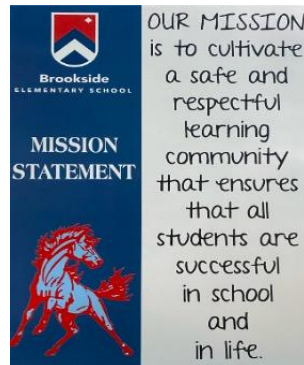 Brookside
ELEMENTARY SCHOOL
MISSION
STATEMENT
OUR MISSION
is to cultivate
a safe and
respectful
learning
community
that ensures
that all
students are
successful
in school
and
in life.